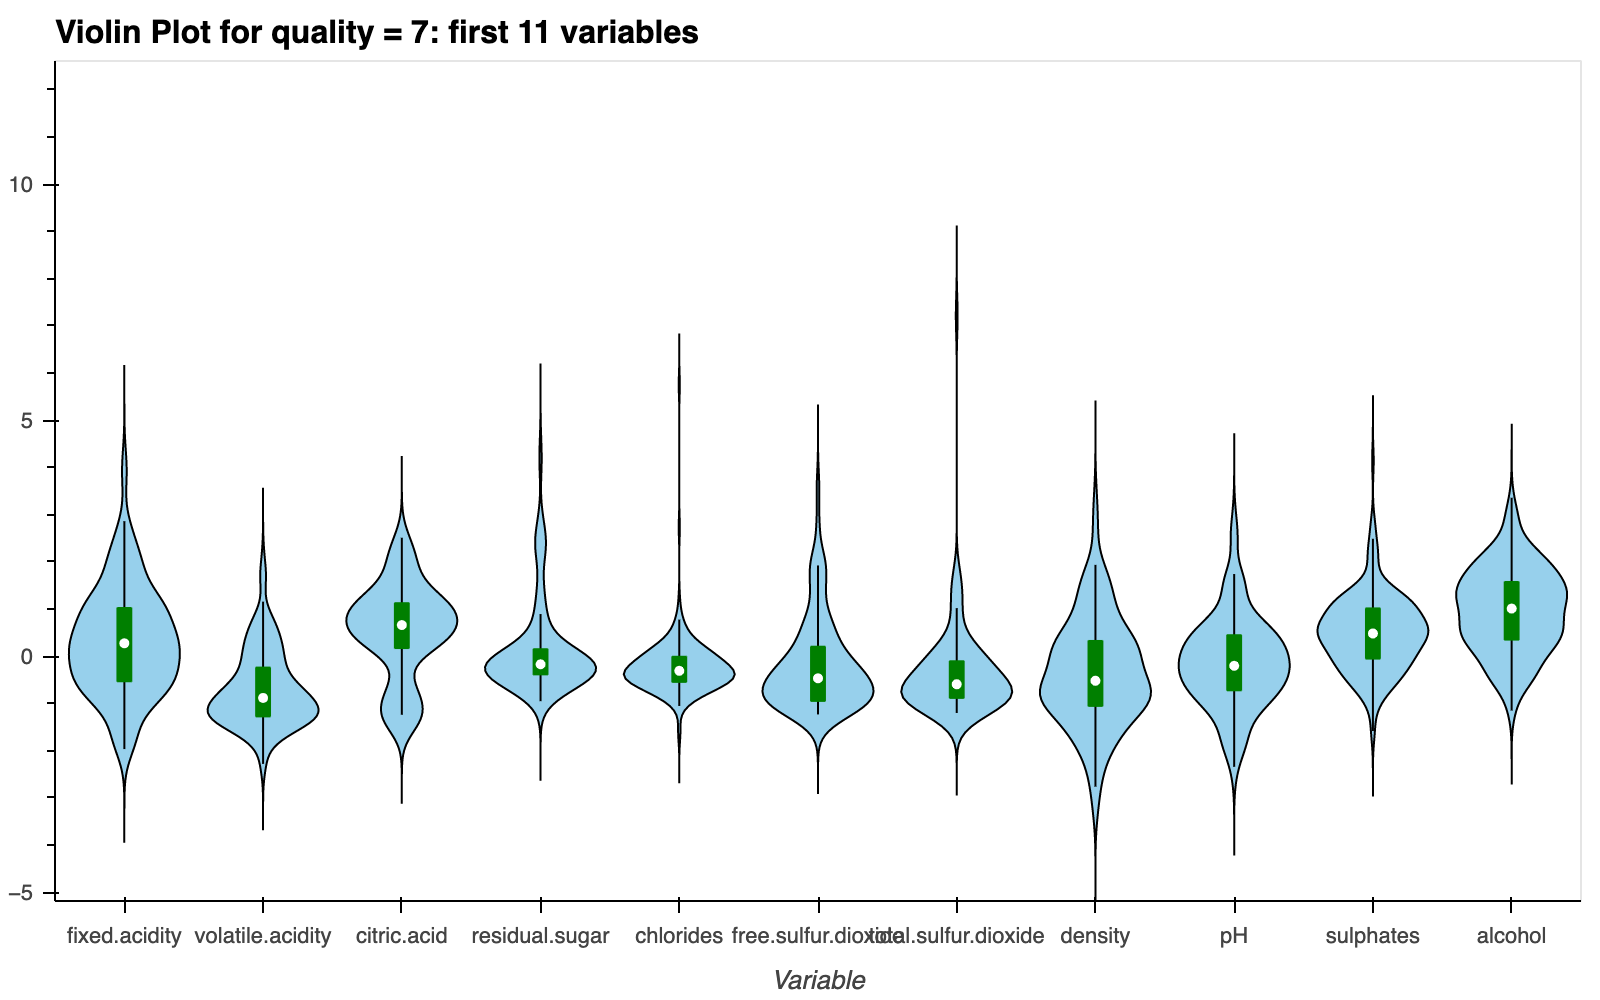 Violin Plot for quality = 7: first 11 variables
10
5
0
−5
fixed.acidity volatile.acidity citric.acid residual.sugar chlorides free.sulfur.dioxide total.sulfur.dioxide density pH sulphates alcohol
Variable